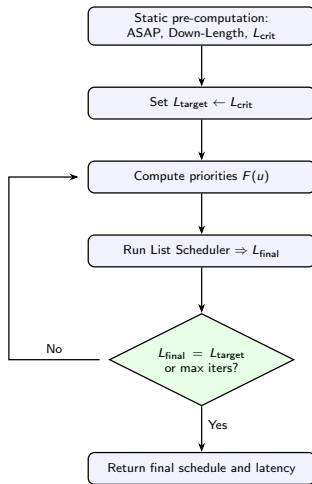 Static pre-computation:
ASAP, Down-Length, L_crit
Set L_target ← L_crit
Compute priorities F(u)
Run List Scheduler ⇒ L_final
L_final = L_target
or max iters?
No
Yes
Return final schedule and latency